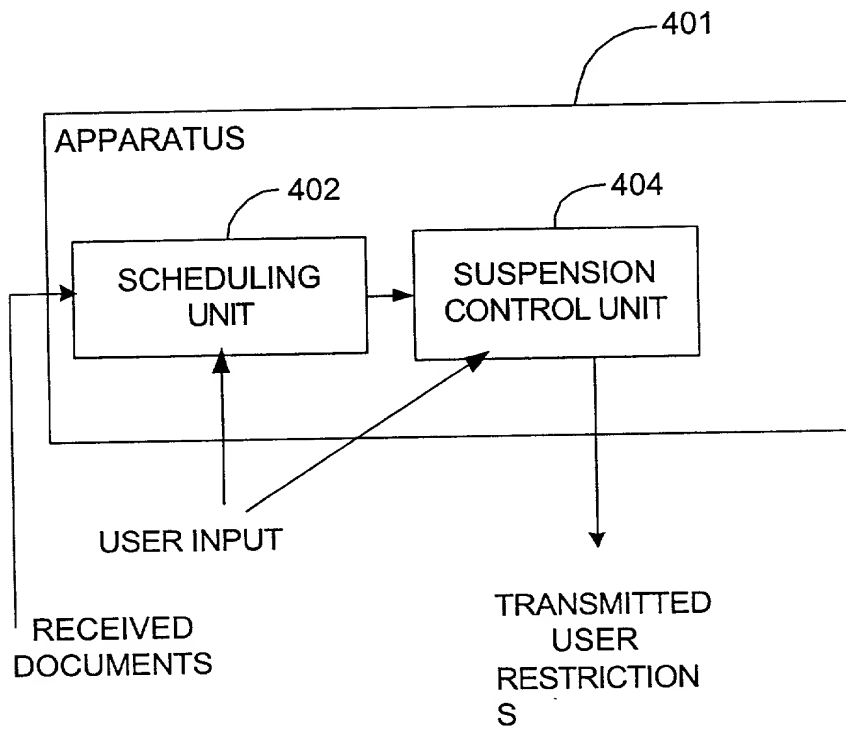 401
APPARATUS
402
404
SCHEDULING
UNIT
SUSPENSION
CONTROL UNIT
USER INPUT
RECEIVED
DOCUMENTS
TRANSMITTED
USER
RESTRICTION
S